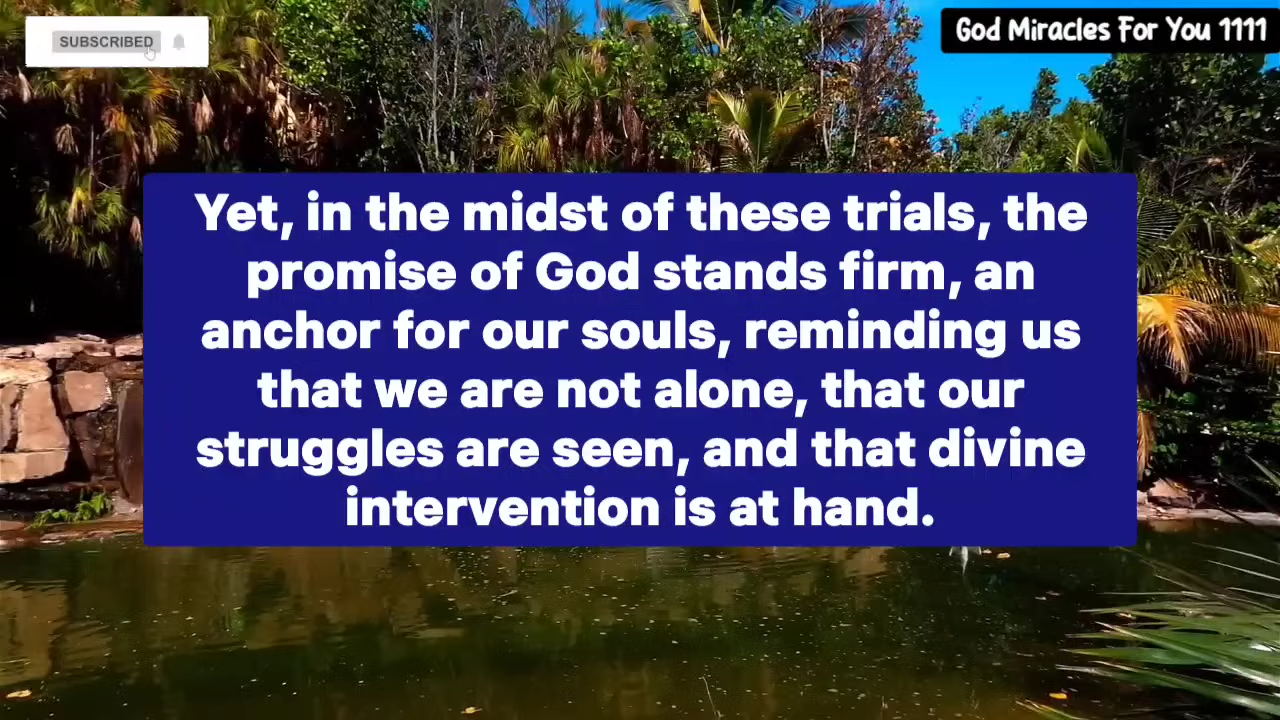 SUBSCRIBED
God Miracles For You 1111
Yet, in the midst of these trials, the
promise of God stands firm, an
anchor for our souls, reminding us
that we are not alone, that our
struggles are seen, and that divine
intervention is at hand.